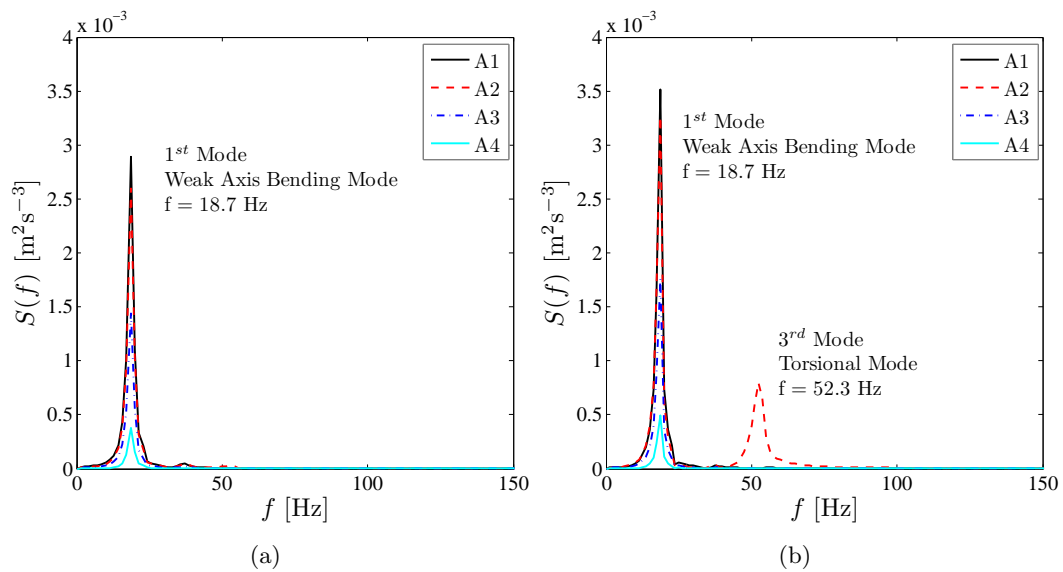 x 10⁻³
4
3.5
3
2.5
2
1.5
1
0.5
0
S(f) [m²s⁻³]
A1
A2
A3
A4
1ˢᵗ Mode
Weak Axis Bending Mode
f = 18.7 Hz
0 50 100 150
f [Hz]
(a)
x 10⁻³
4
3.5
3
2.5
2
1.5
1
0.5
0
S(f) [m²s⁻³]
A1
A2
A3
A4
1ˢᵗ Mode
Weak Axis Bending Mode
f = 18.7 Hz
3ʳᵈ Mode
Torsional Mode
f = 52.3 Hz
0 50 100 150
f [Hz]
(b)